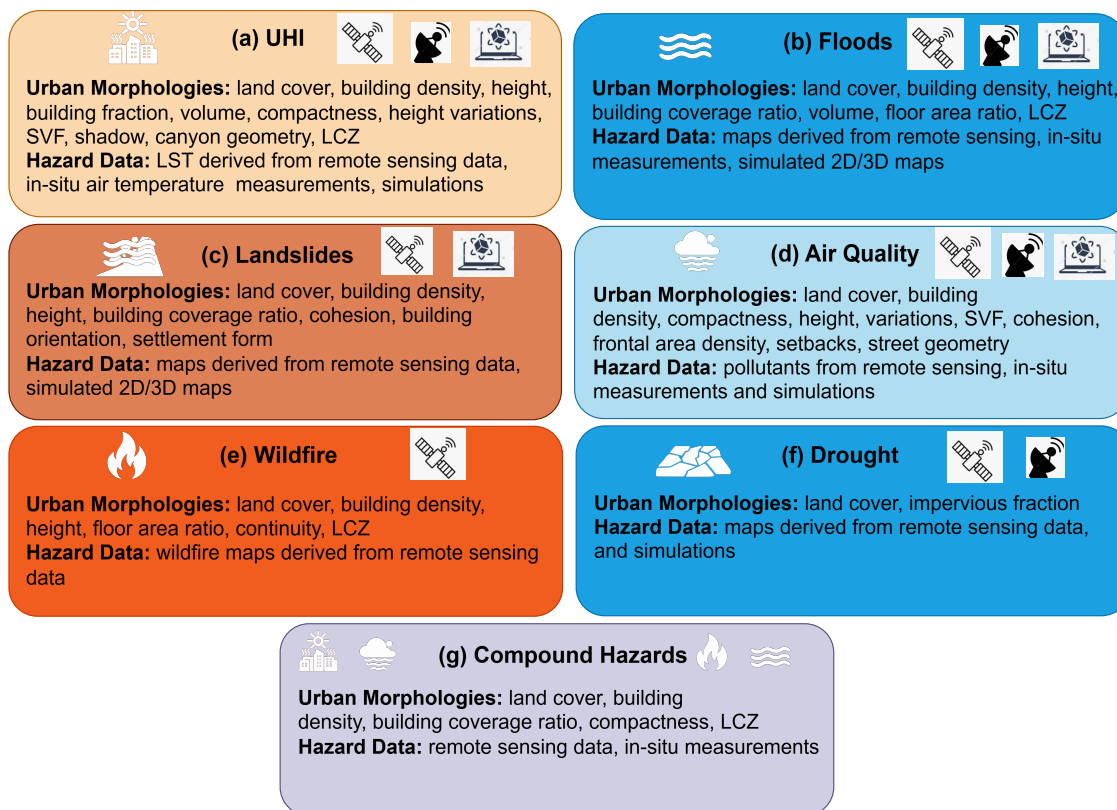 (a) UHI
Urban Morphologies: land cover, building density, height,
building fraction, volume, compactness, height variations,
SVF, shadow, canyon geometry, LCZ
Hazard Data: LST derived from remote sensing data,
in-situ air temperature  measurements, simulations
(b) Floods
Urban Morphologies: land cover, building density, height,
building coverage ratio, volume, floor area ratio, LCZ
Hazard Data: maps derived from remote sensing, in-situ
measurements, simulated 2D/3D maps
(c) Landslides
Urban Morphologies: land cover, building density,
height, building coverage ratio, cohesion, building
orientation, settlement form
Hazard Data: maps derived from remote sensing data,
simulated 2D/3D maps
(d) Air Quality
Urban Morphologies: land cover, building
density, compactness, height, variations, SVF, cohesion,
frontal area density, setbacks, street geometry
Hazard Data: pollutants from remote sensing, in-situ
measurements and simulations
(e) Wildfire
Urban Morphologies: land cover, building density,
height, floor area ratio, continuity, LCZ
Hazard Data: wildfire maps derived from remote sensing
data
(f) Drought
Urban Morphologies: land cover, impervious fraction
Hazard Data: maps derived from remote sensing data,
and simulations
(g) Compound Hazards
Urban Morphologies: land cover, building
density, building coverage ratio, compactness, LCZ
Hazard Data: remote sensing data, in-situ measurements